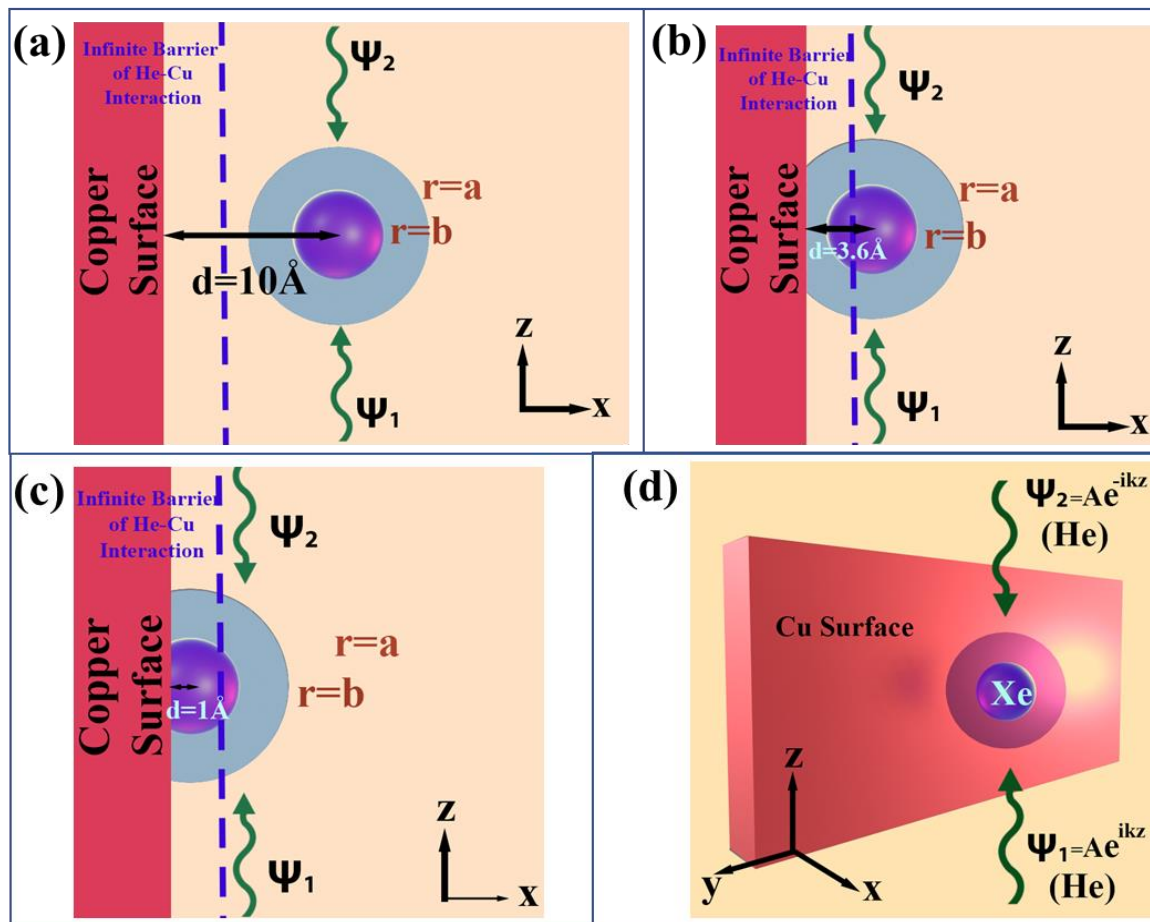 (a)
Infinite Barrier
of He-Cu
Interaction
Ψ2
Copper
Surface
r=a
r=b
d=10Å
Ψ1
z
x
(b)
Infinite Barrier
of He-Cu
Interaction
Ψ2
Copper
Surface
r=a
r=b
d=3.6Å
Ψ1
z
x
(c)
Infinite Barrier
of He-Cu
Interaction
Ψ2
Copper
Surface
r=a
r=b
d=1Å
Ψ1
z
x
(d)
Ψ2=Ae^-ikz
(He)
Cu Surface
Xe
z
y
x
Ψ1=Ae^ikz
(He)